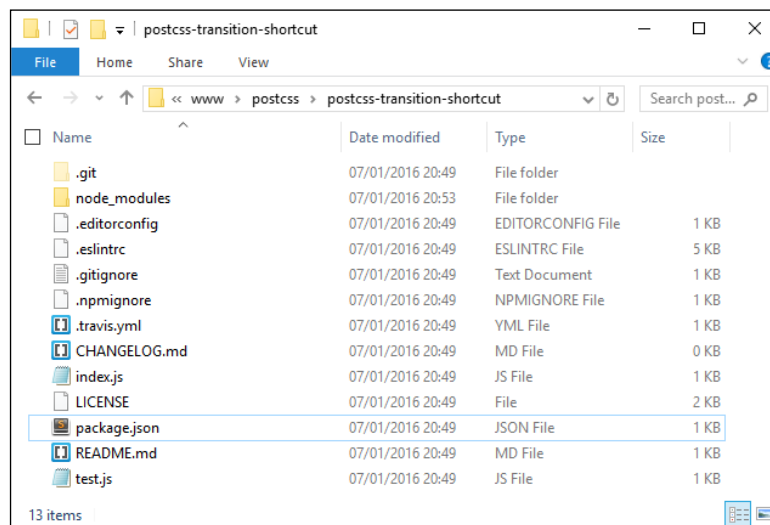 postcss-transition-shortcut
File Home Share View
« www > postcss > postcss-transition-shortcut Search post...
Name Date modified Type Size
.git 07/01/2016 20:49 File folder
node_modules 07/01/2016 20:53 File folder
.editorconfig 07/01/2016 20:49 EDITORCONFIG File 1 KB
.eslintrc 07/01/2016 20:49 ESLINTRC File 5 KB
.gitignore 07/01/2016 20:49 Text Document 1 KB
.npmignore 07/01/2016 20:49 NPMIGNORE File 1 KB
.travis.yml 07/01/2016 20:49 YML File 1 KB
CHANGELOG.md 07/01/2016 20:49 MD File 0 KB
index.js 07/01/2016 20:49 JS File 1 KB
LICENSE 07/01/2016 20:49 File 2 KB
package.json 07/01/2016 20:49 JSON File 1 KB
README.md 07/01/2016 20:49 MD File 1 KB
test.js 07/01/2016 20:49 JS File 1 KB
13 items